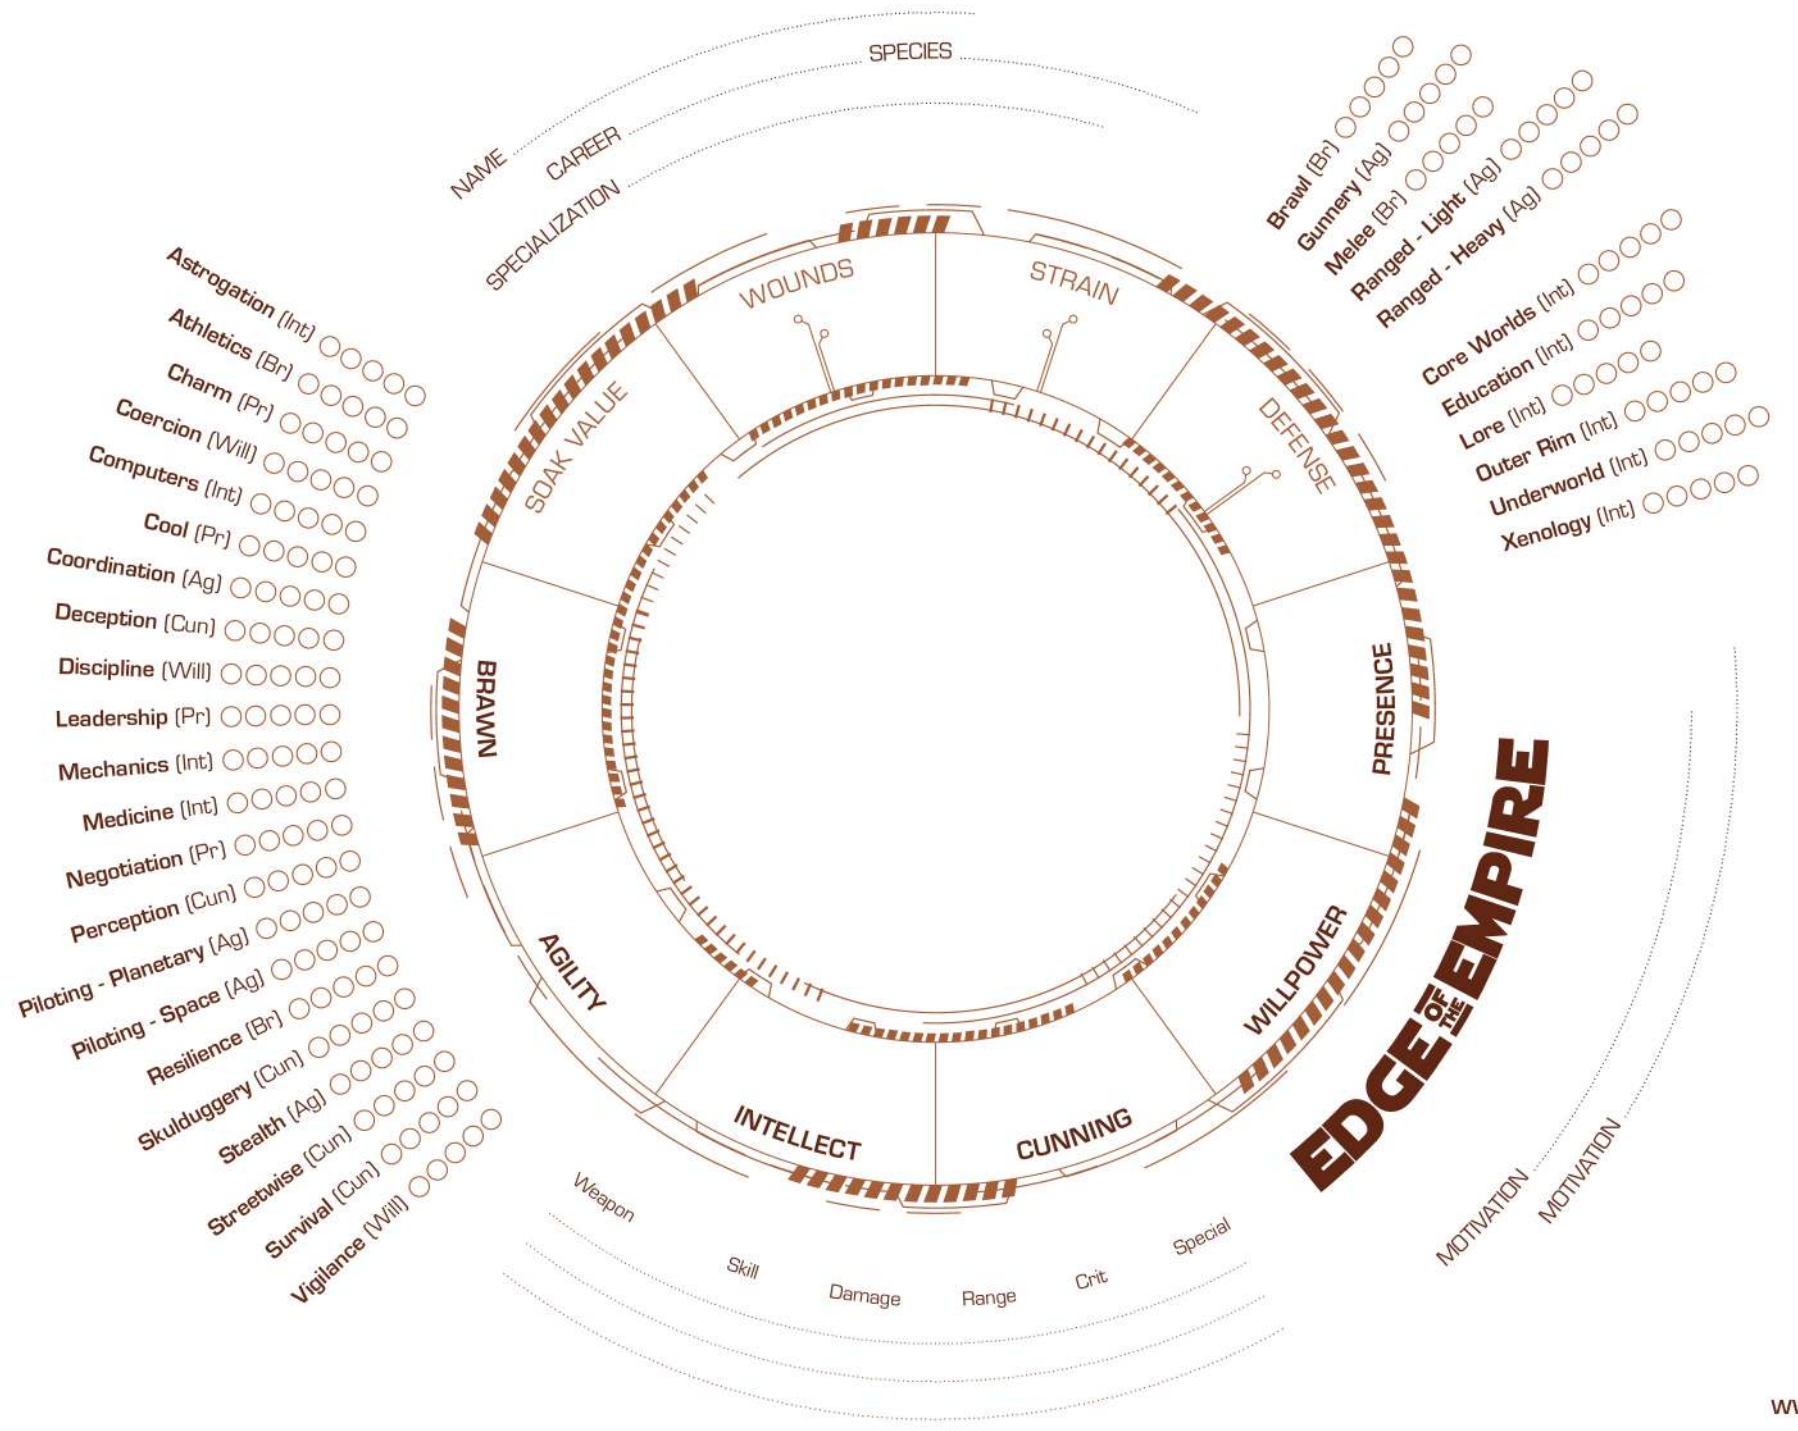 NAME
CAREER
SPECIES
SPECIALIZATION
Astrogation (Int)
Athletics (Br)
Charm (Pr)
Coercion (Will)
Computers (Int)
Cool (Pr)
Coordination (Ag)
Deception (Cun)
Discipline (Will)
Leadership (Pr)
Mechanics (Int)
Medicine (Int)
Negotiation (Pr)
Perception (Cun)
Piloting - Planetary (Ag)
Piloting - Space (Ag)
Resilience (Br)
Skulduggery (Cun)
Stealth (Ag)
Streetwise (Cun)
Survival (Cun)
Vigilance (Will)
SOAK VALUE
WOUNDS
STRAIN
DEFENSE
BRAWN
AGILITY
INTELLECT
CUNNING
WILLPOWER
PRESENCE
Brawl (Br)
Gunnery (Ag)
Melee (Br)
Ranged - Light (Ag)
Ranged - Heavy (Ag)
Core Worlds (Int)
Education (Int)
Lore (Int)
Outer Rim (Int)
Underworld (Int)
Xenology (Int)
EDGE OF THE EMPIRE
MOTIVATION
MOTIVATION
Weapon Skill Damage Range Crit Special